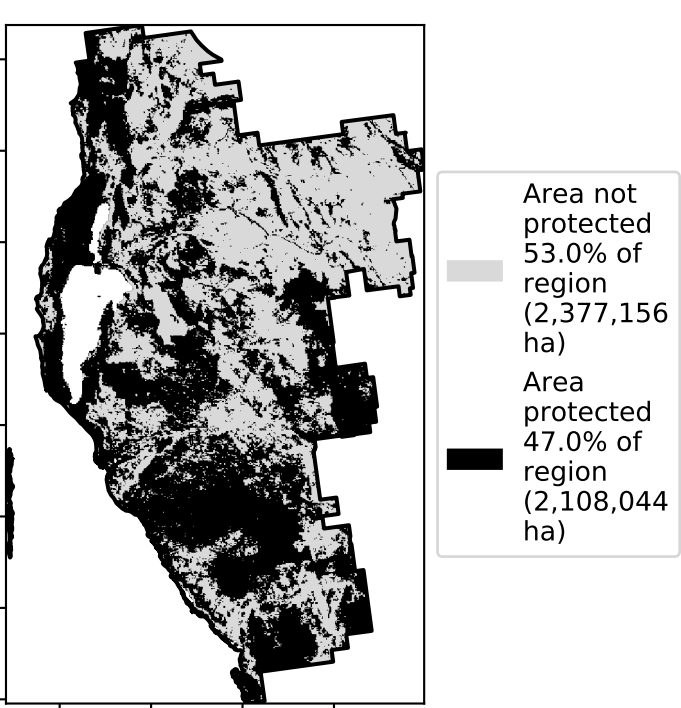 Area not
protected
53.0% of
region
(2,377,156
ha)
Area
protected
47.0% of
region
(2,108,044
ha)